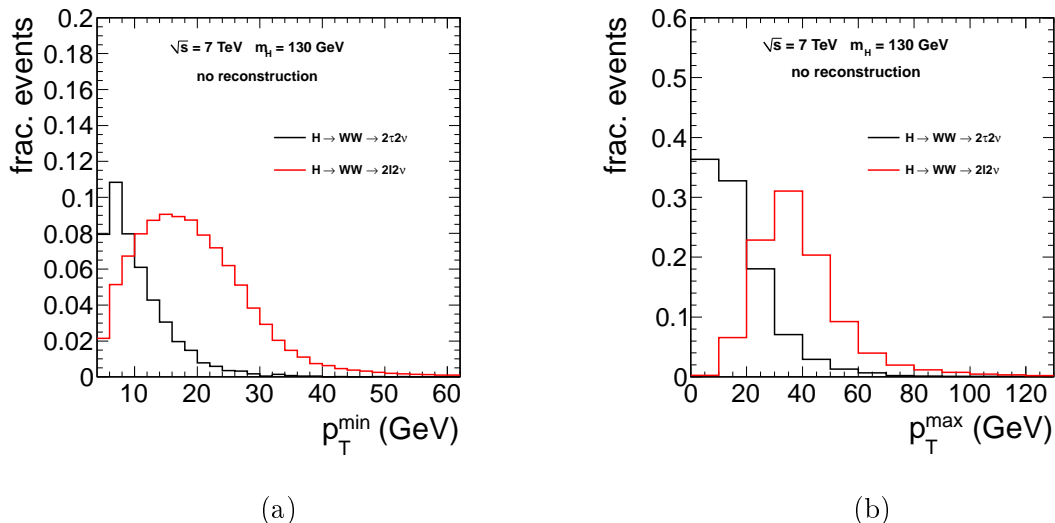 frac. events
0.2
0.18
0.16
0.14
0.12
0.1
0.08
0.06
0.04
0.02
0
√s = 7 TeV m_H = 130 GeV
no reconstruction
H → WW → 2τ2ν
H → WW → 2l2ν
10 20 30 40 50 60
p_T^min (GeV)
(a)
frac. events
0.6
0.5
0.4
0.3
0.2
0.1
0
√s = 7 TeV m_H = 130 GeV
no reconstruction
H → WW → 2τ2ν
H → WW → 2l2ν
0 20 40 60 80 100 120
p_T^max (GeV)
(b)